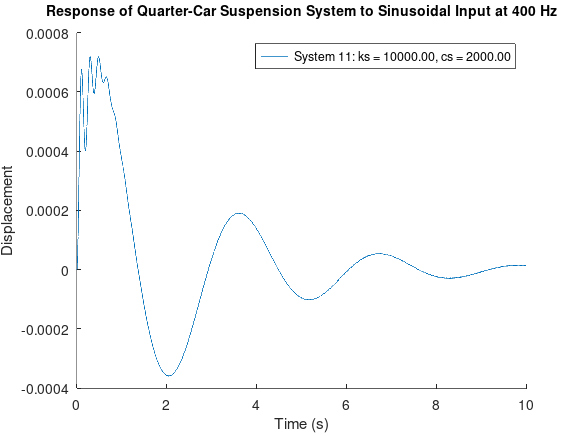 Response of Quarter-Car Suspension System to Sinusoidal Input at 400 Hz
0.0008
System 11: ks = 10000.00, cs = 2000.00
0.0006
0.0004
0.0002
0
-0.0002
-0.0004
Displacement
0 2 4 6 8 10
Time (s)